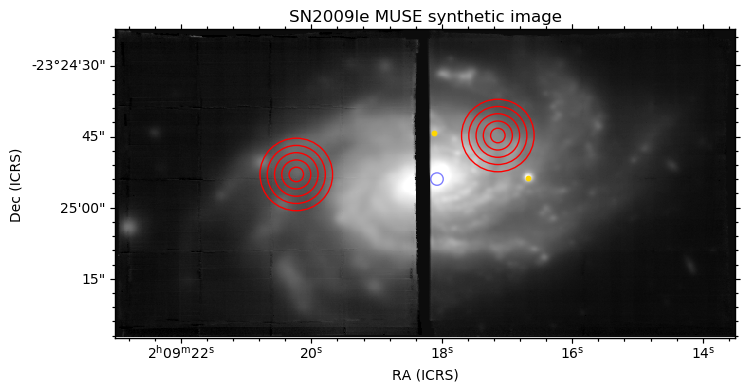 SN2009le MUSE synthetic image
-23°24'30"
45"
25'00"
15"
Dec (ICRS)
2h09m22s
20s
18s
16s
14s
RA (ICRS)